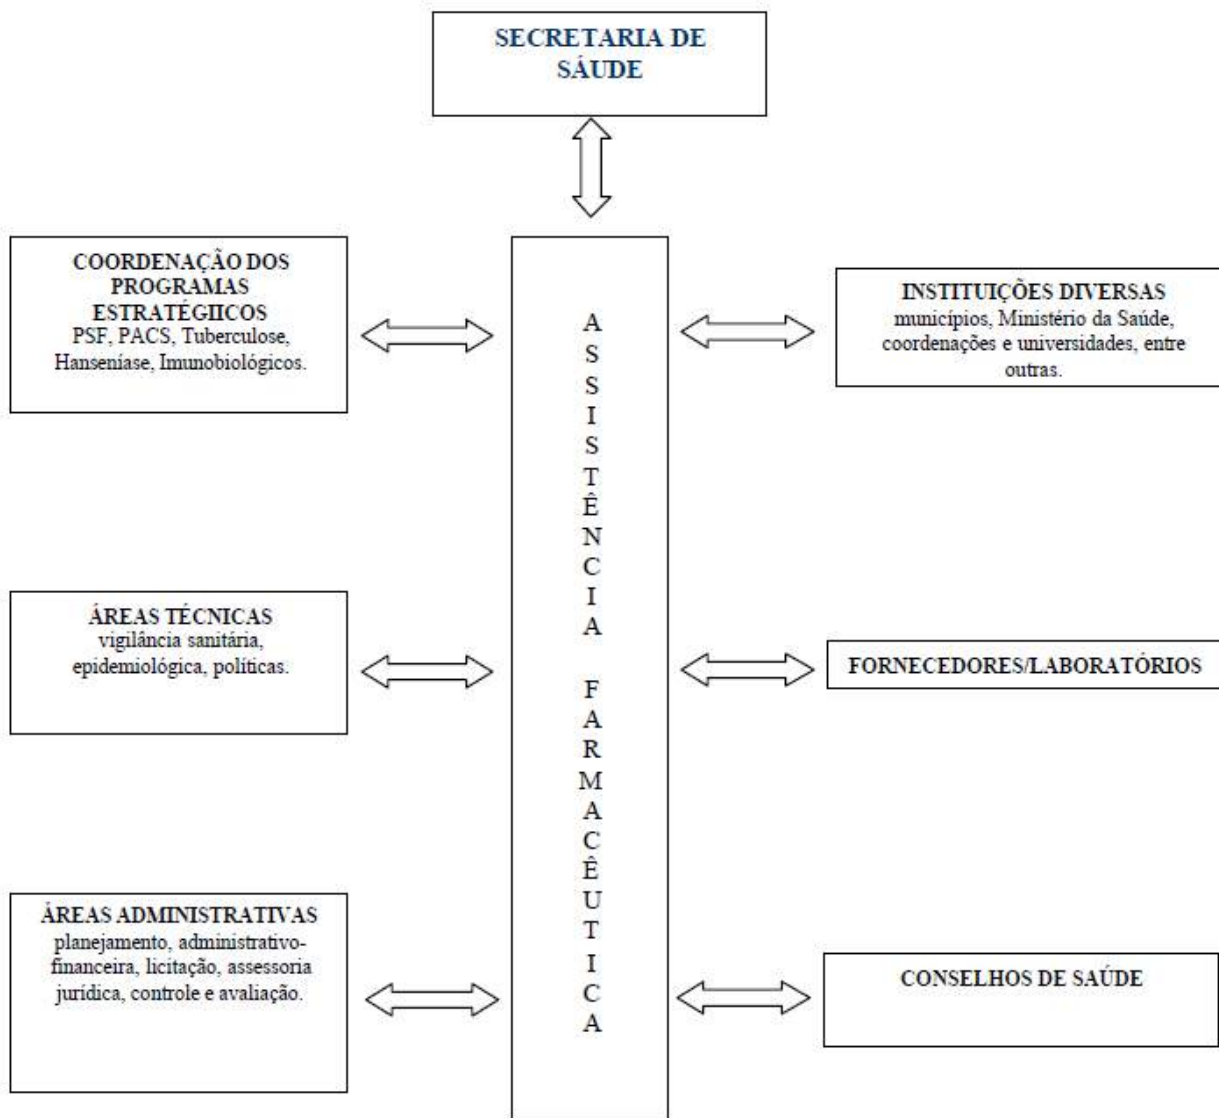 SECRETARIA DE
SÁUDE
COORDENAÇÃO DOS
PROGRAMAS
ESTRATÉGIICOS
PSF, PACS, Tuberculose,
Hanseníase, Imunobiológicos.
ÁREAS TÉCNICAS
vigilância sanitária,
epidemiológica, políticas.
ÁREAS ADMINISTRATIVAS
planejamento, administrativo-
financeira, licitação, assessoria
jurídica, controle e avaliação.
A
S
S
I
S
T
Ê
N
C
I
A
F
A
R
M
A
C
Ê
U
T
I
C
A
INSTITUIÇÕES DIVERSAS
municípios, Ministério da Saúde,
coordenações e universidades, entre
outras.
FORNECEDORES/LABORATÓRIOS
CONSELHOS DE SAÚDE